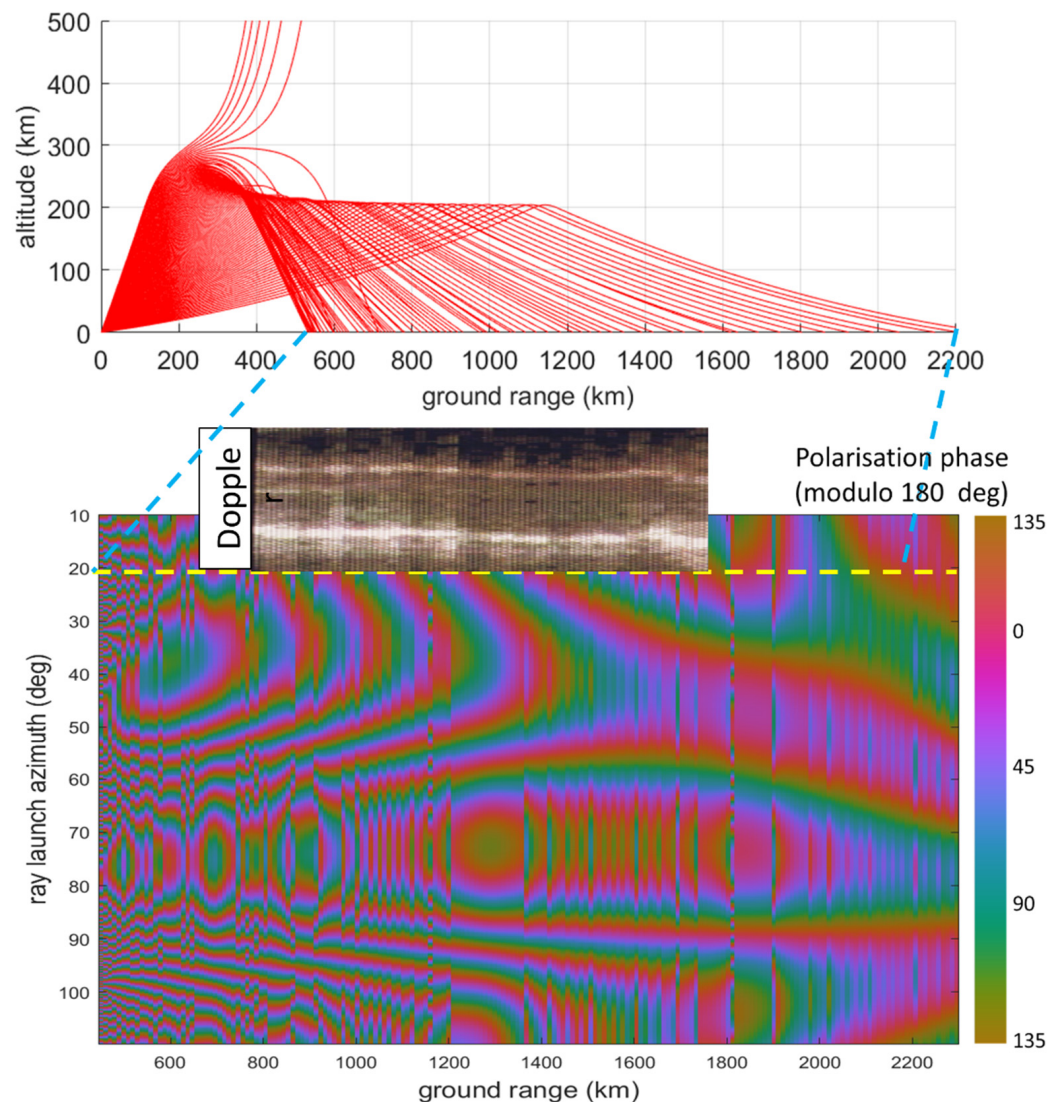 500
400
300
200
100
0
altitude (km)
0 200 400 600 800 1000 1200 1400 1600 1800 2000 2200
ground range (km)
Dopple
r
Polarisation phase
(modulo 180 deg)
10
20
30
40
50
60
70
80
90
100
ray launch azimuth (deg)
600 800 1000 1200 1400 1600 1800 2000 2200
ground range (km)
135
0
45
90
135